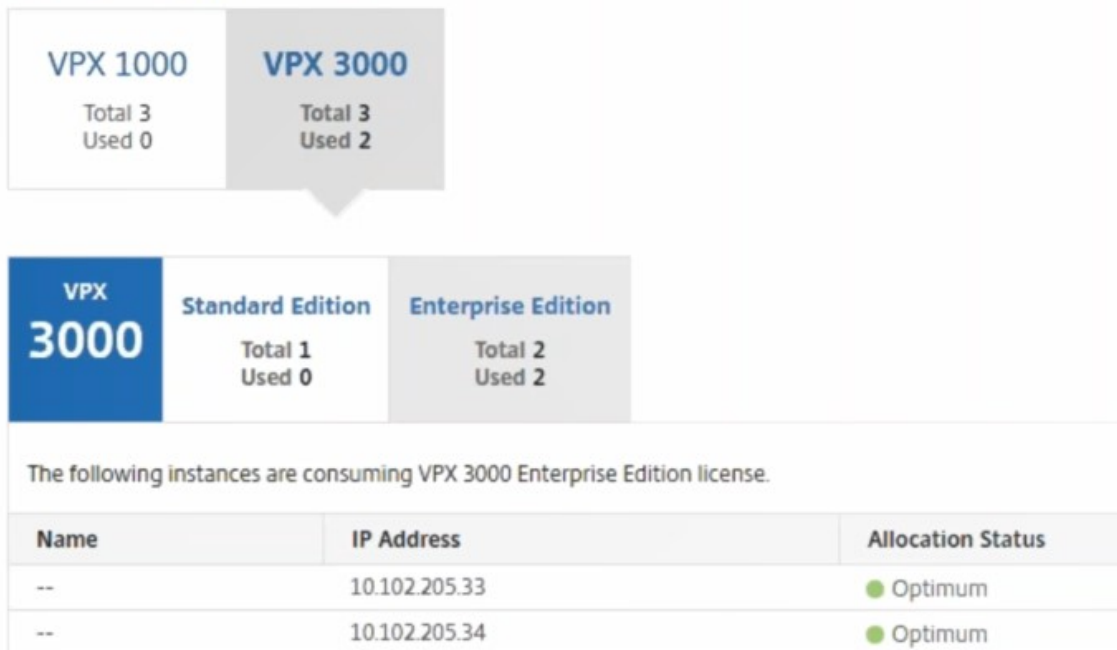 VPX 1000 VPX 3000
Total 3 Total 3
Used 0 Used 2
VPX
3000
Standard Edition Enterprise Edition
Total 1 Total 2
Used 0 Used 2
The following instances are consuming VPX 3000 Enterprise Edition license.
Name IP Address Allocation Status
-- 10.102.205.33 Optimum
-- 10.102.205.34 Optimum